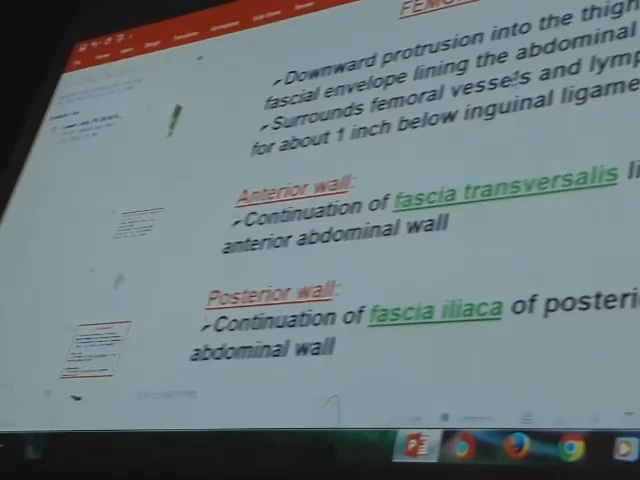 FEMO
Downward protrusion into the thigh
fascial envelope lining the abdominal
Surrounds femoral vessels and lymp
for about 1 inch below inguinal ligame
Anterior wall:
Continuation of fascia transversalis li
anterior abdominal wall
Posterior wall:
Continuation of fascia iliaca of posteri
abdominal wall